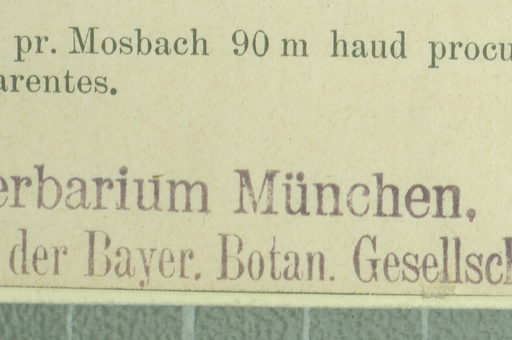 pr. Mosbach 90 m haud procu
arentes.
erbarium München,
der Bayer. Botan. Gesellsch